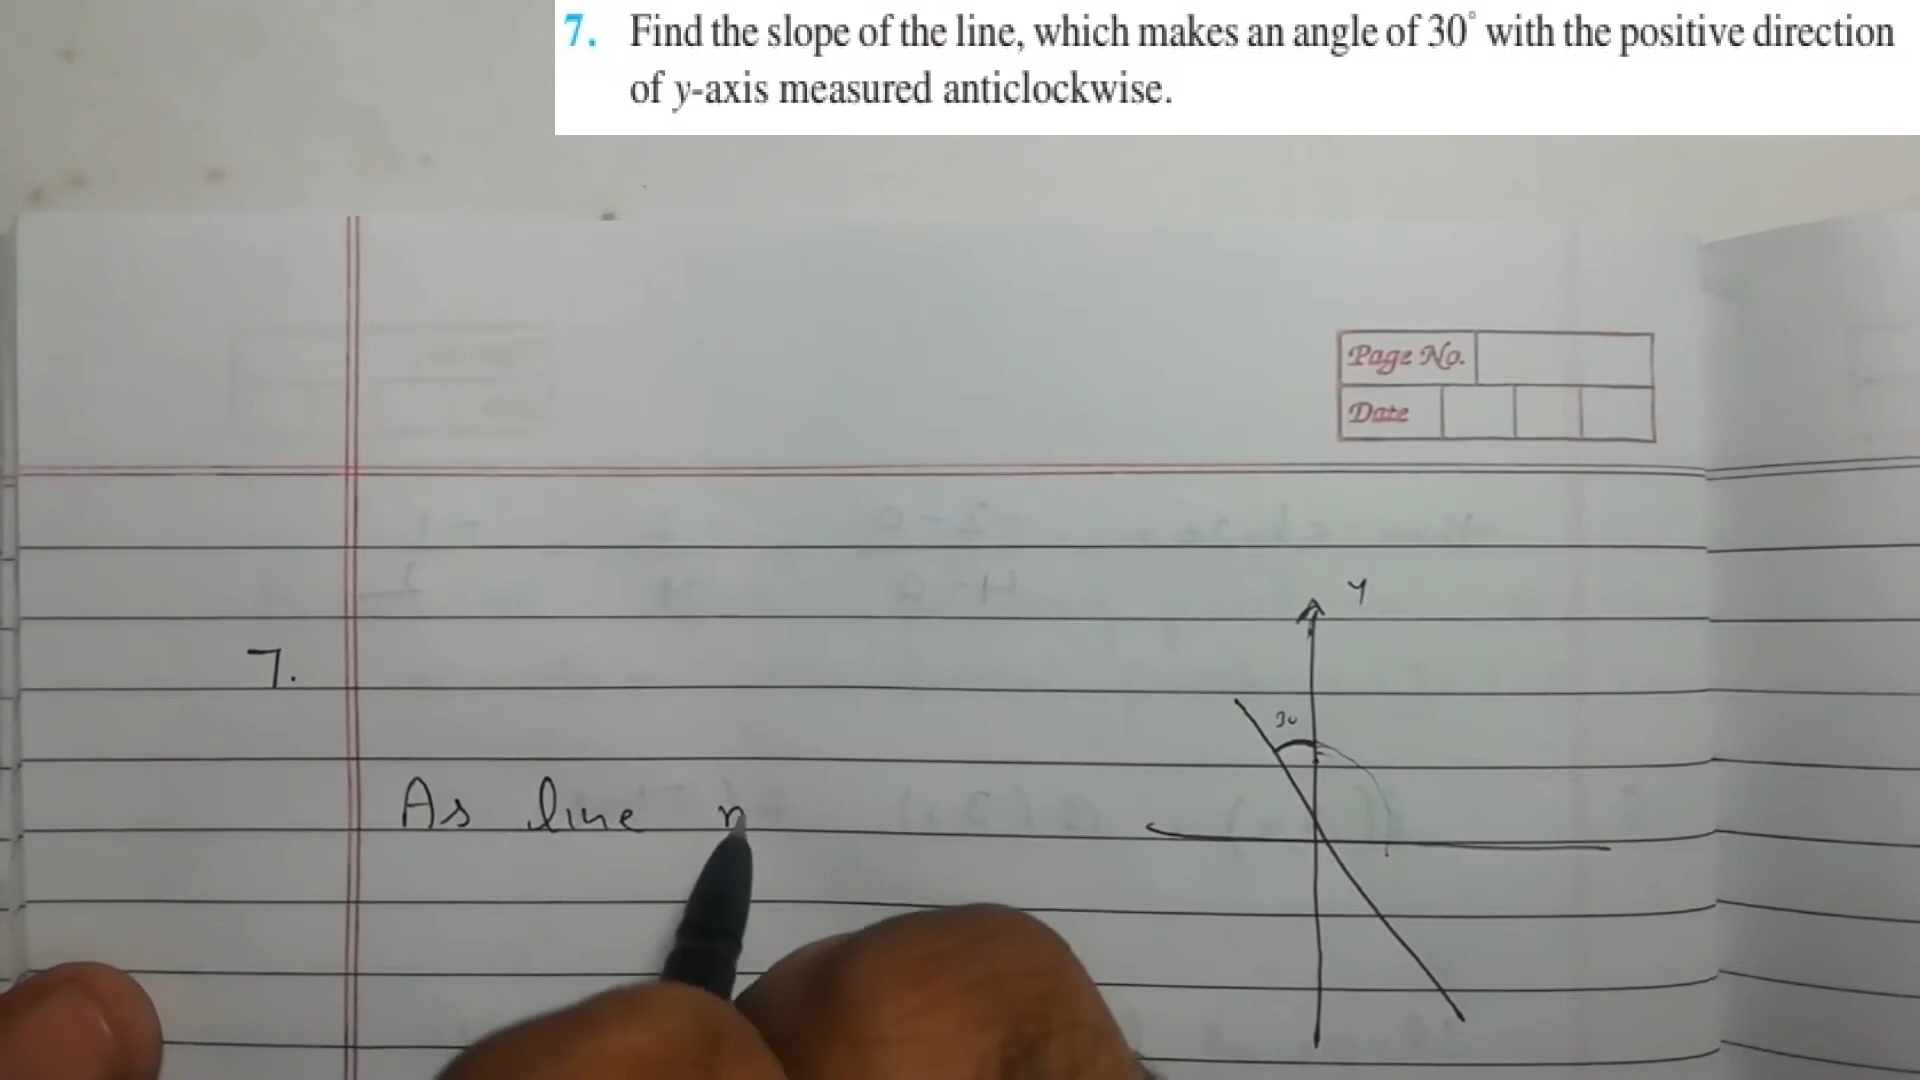 7. Find the slope of the line, which makes an angle of 30° with the positive direction
of y-axis measured anticlockwise.
Page No.
Date
Y
7.
30
As line